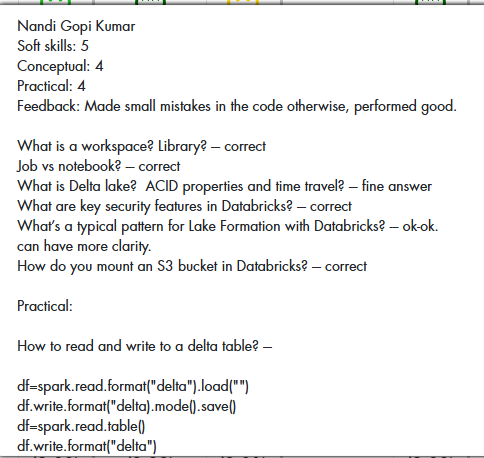 Nandi Gopi Kumar
Soft skills: 5
Conceptual: 4
Practical: 4
Feedback: Made small mistakes in the code otherwise, performed good.
What is a workspace? Library? – correct
Job vs notebook? – correct
What is Delta lake?  ACID properties and time travel? – fine answer
What are key security features in Databricks? – correct
What's a typical pattern for Lake Formation with Databricks? – ok-ok.
can have more clarity.
How do you mount an S3 bucket in Databricks? – correct
Practical:
How to read and write to a delta table? –
df=spark.read.format("delta").load("")
df.write.format("delta).mode().save()
df=spark.read.table()
df.write.format("delta")